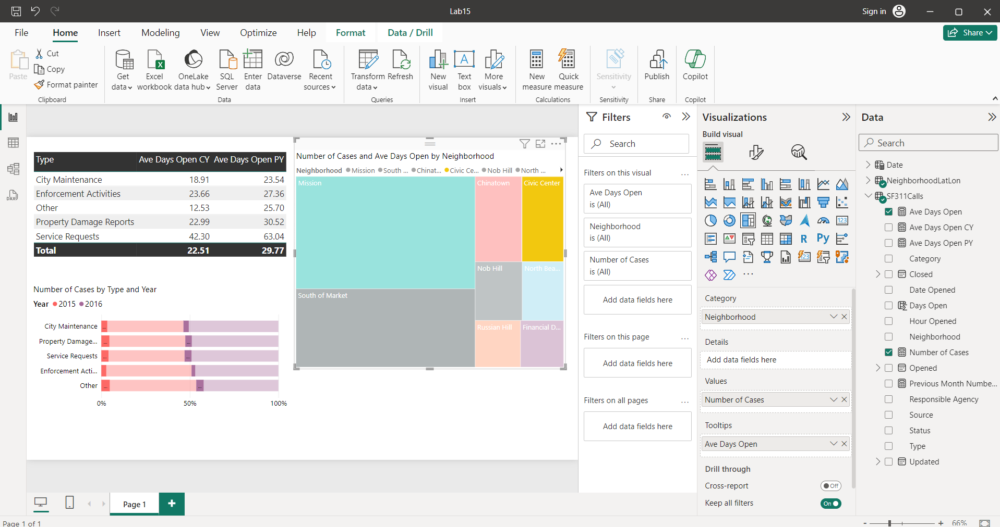 Lab15
Sign in
File
Home
Insert
Modeling
View
Optimize
Help
Format
Data / Drill
Share
Paste
Cut
Copy
Format painter
Clipboard
Get data
Excel workbook
OneLake data hub
SQL Server
Enter data
Dataverse
Recent sources
Data
Transform data
Refresh
Queries
New visual
Text box
More visuals
Insert
New measure
Quick measure
Calculations
Sensitivity
Sensitivity
Publish
Share
Copilot
Copilot
DAX
Type Ave Days Open CY Ave Days Open PY
City Maintenance 18.91 23.54
Enforcement Activities 23.66 27.36
Other 12.53 25.70
Property Damage Reports 22.99 30.52
Service Requests 42.30 63.04
Total 22.51 29.77
Number of Cases by Type and Year
Year 2015 2016
City Maintenance ...
Property Damage... ... ...
Service Requests ... ...
Enforcement Acti...
Other ... ...
0% 50% 100%
Number of Cases and Ave Days Open by Neighborhood
Neighborhood Mission South ... Chinat... Civic Ce... Nob Hill North ...
Mission
Chinatown
Civic Center
South of Market
Nob Hill
North Bea...
Russian Hill
Financial D...
Filters
Search
Filters on this visual ...
Ave Days Open
is (All)
Neighborhood
is (All)
Number of Cases
is (All)
Add data fields here
Filters on this page ...
Add data fields here
Filters on all pages ...
Add data fields here
Visualizations
Build visual
123
R
Py
123
...
Category
Neighborhood
Details
Add data fields here
Values
Number of Cases
Tooltips
Ave Days Open
Drill through
Cross-report Off
Keep all filters On
Data
Search
Date
NeighborhoodLatLon
SF311Calls
Ave Days Open
Ave Days Open CY
Ave Days Open PY
Category
Closed
Date Opened
Days Open
Hour Opened
Neighborhood
Number of Cases
Opened
Previous Month Numbe...
Responsible Agency
Source
Status
Type
Updated
Page 1
+
Page 1 of 1
- + 66%